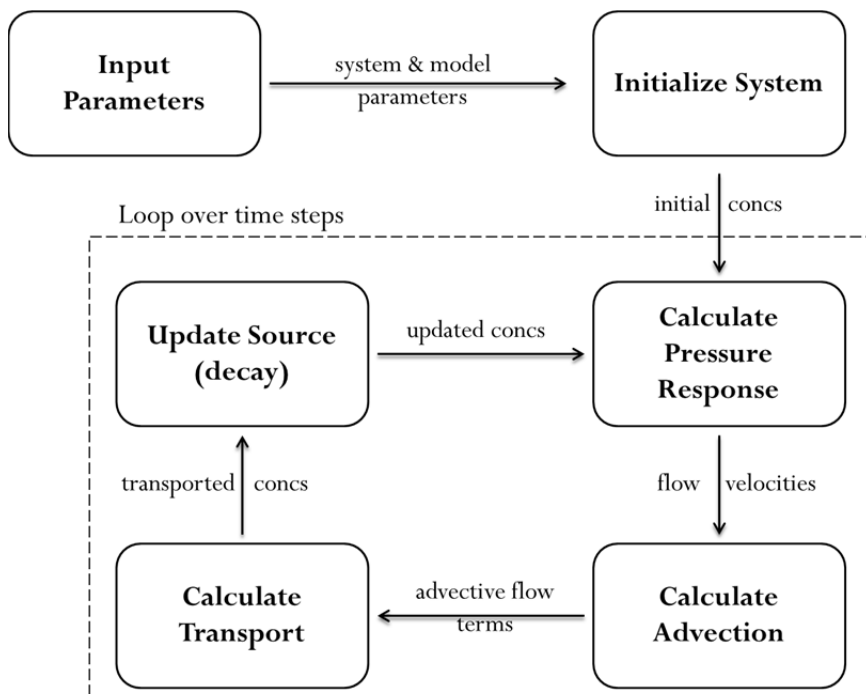 Input
Parameters
system & model
parameters
Initialize System
initial concs
Loop over time steps
Update Source
(decay)
updated concs
Calculate
Pressure
Response
transported concs
flow velocities
Calculate
Transport
advective flow
terms
Calculate
Advection